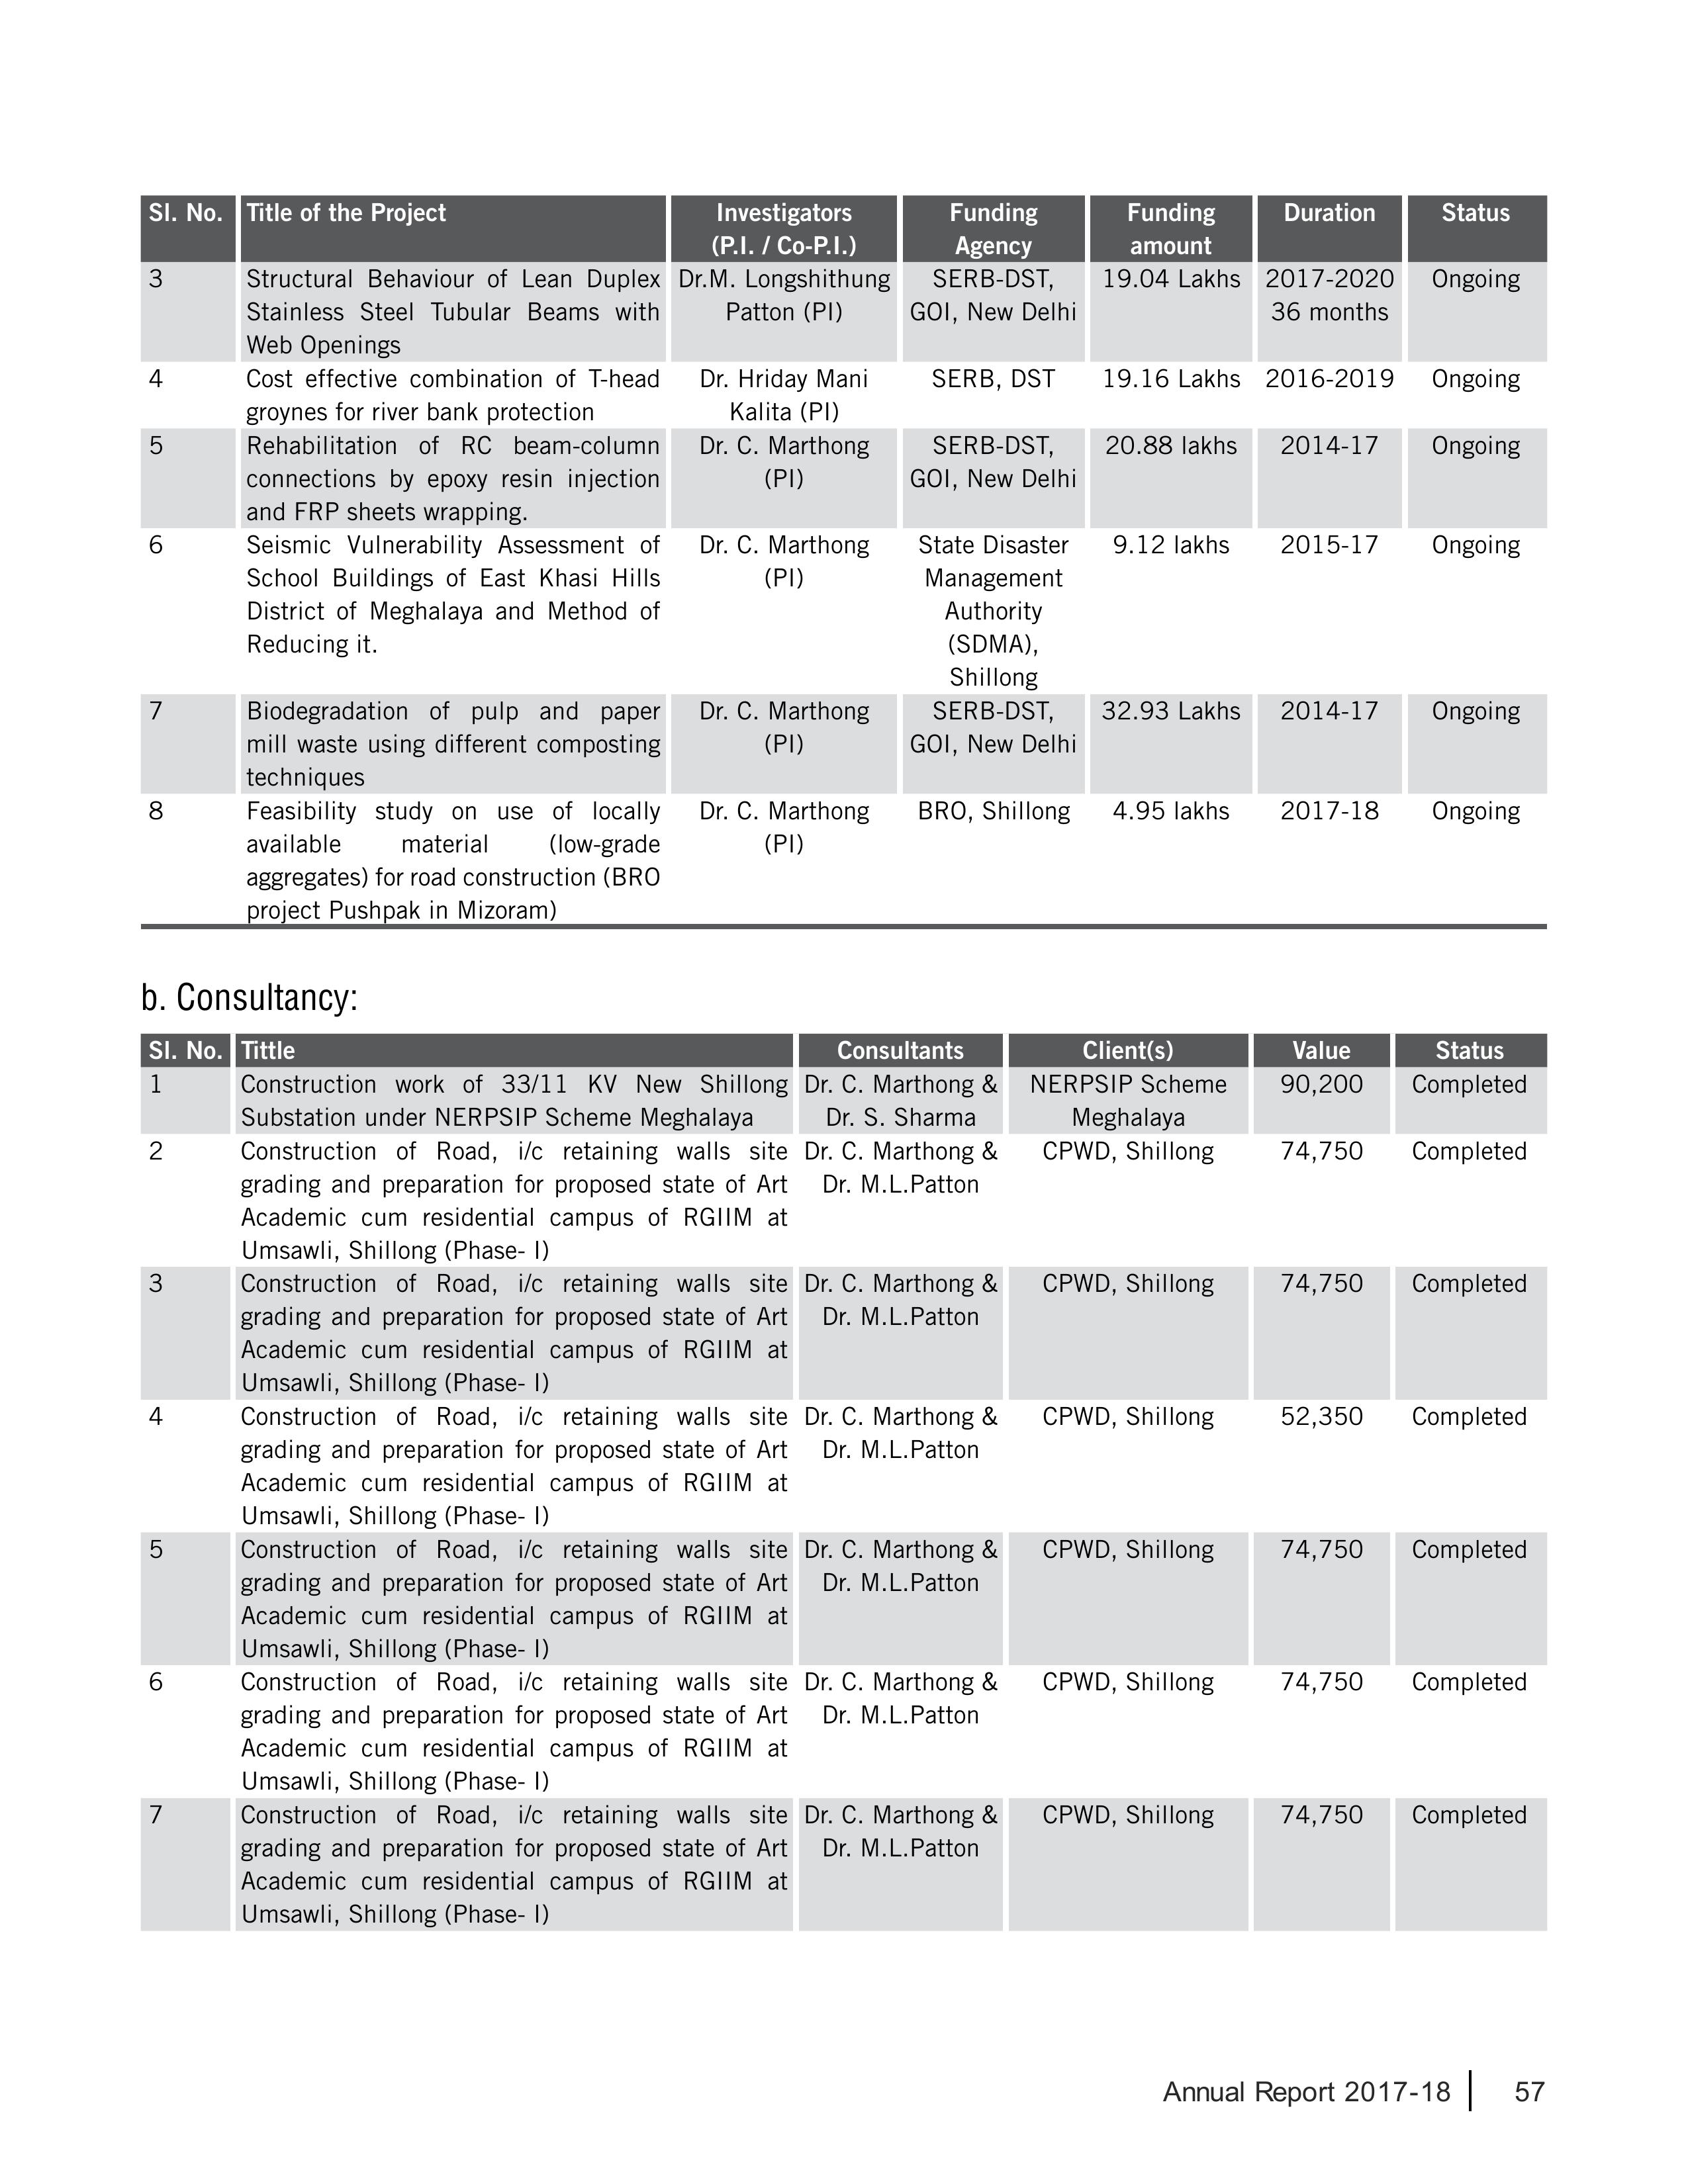 Sl. No. Title of the Project Investigators Funding Funding Duration Status
(P.I. / Co-P.I.) Agency amount
3 Structural Behaviour of Lean Duplex Dr.M. Longshithung SERB-DST, 19.04 Lakhs 2017-2020 Ongoing
Stainless Steel Tubular Beams with Patton (PI) GOI, New Delhi 36 months
Web Openings
4 Cost effective combination of T-head Dr. Hriday Mani SERB, DST 19.16 Lakhs 2016-2019 Ongoing
groynes for river bank protection Kalita (PI)
5 Rehabilitation of RC beam-column Dr. C. Marthong SERB-DST, 20.88 lakhs 2014-17 Ongoing
connections by epoxy resin injection (PI) GOI, New Delhi
and FRP sheets wrapping.
6 Seismic Vulnerability Assessment of Dr. C. Marthong State Disaster 9.12 lakhs 2015-17 Ongoing
School Buildings of East Khasi Hills (PI) Management
District of Meghalaya and Method of Authority
Reducing it. (SDMA),
Shillong
7 Biodegradation of pulp and paper Dr. C. Marthong SERB-DST, 32.93 Lakhs 2014-17 Ongoing
mill waste using different composting (PI) GOI, New Delhi
techniques
8 Feasibility study on use of locally Dr. C. Marthong BRO, Shillong 4.95 lakhs 2017-18 Ongoing
available material (low-grade (PI)
aggregates) for road construction (BRO
project Pushpak in Mizoram)
b. Consultancy:
Sl. No. Tittle Consultants Client(s) Value Status
1 Construction work of 33/11 KV New Shillong Dr. C. Marthong & NERPSIP Scheme 90,200 Completed
Substation under NERPSIP Scheme Meghalaya Dr. S. Sharma Meghalaya
2 Construction of Road, i/c retaining walls site Dr. C. Marthong & CPWD, Shillong 74,750 Completed
grading and preparation for proposed state of Art Dr. M.L.Patton
Academic cum residential campus of RGIIM at
Umsawli, Shillong (Phase- I)
3 Construction of Road, i/c retaining walls site Dr. C. Marthong & CPWD, Shillong 74,750 Completed
grading and preparation for proposed state of Art Dr. M.L.Patton
Academic cum residential campus of RGIIM at
Umsawli, Shillong (Phase- I)
4 Construction of Road, i/c retaining walls site Dr. C. Marthong & CPWD, Shillong 52,350 Completed
grading and preparation for proposed state of Art Dr. M.L.Patton
Academic cum residential campus of RGIIM at
Umsawli, Shillong (Phase- I)
5 Construction of Road, i/c retaining walls site Dr. C. Marthong & CPWD, Shillong 74,750 Completed
grading and preparation for proposed state of Art Dr. M.L.Patton
Academic cum residential campus of RGIIM at
Umsawli, Shillong (Phase- I)
6 Construction of Road, i/c retaining walls site Dr. C. Marthong & CPWD, Shillong 74,750 Completed
grading and preparation for proposed state of Art Dr. M.L.Patton
Academic cum residential campus of RGIIM at
Umsawli, Shillong (Phase- I)
7 Construction of Road, i/c retaining walls site Dr. C. Marthong & CPWD, Shillong 74,750 Completed
grading and preparation for proposed state of Art Dr. M.L.Patton
Academic cum residential campus of RGIIM at
Umsawli, Shillong (Phase- I)
Annual Report 2017-18 57